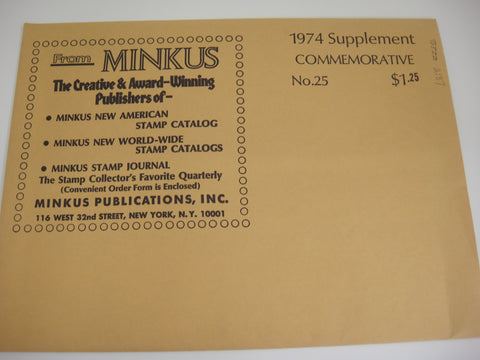 From MINKUS
The Creative & Award-Winning
Publishers of-
• MINKUS NEW AMERICAN
STAMP CATALOG
• MINKUS NEW WORLD-WIDE
STAMP CATALOGS
• MINKUS STAMP JOURNAL
The Stamp Collector's Favorite Quarterly
(Convenient Order Form is Enclosed)
MINKUS PUBLICATIONS, INC.
116 WEST 32nd STREET, NEW YORK, N.Y. 10001
1974 Supplement
COMMEMORATIVE
No.25 $1.25